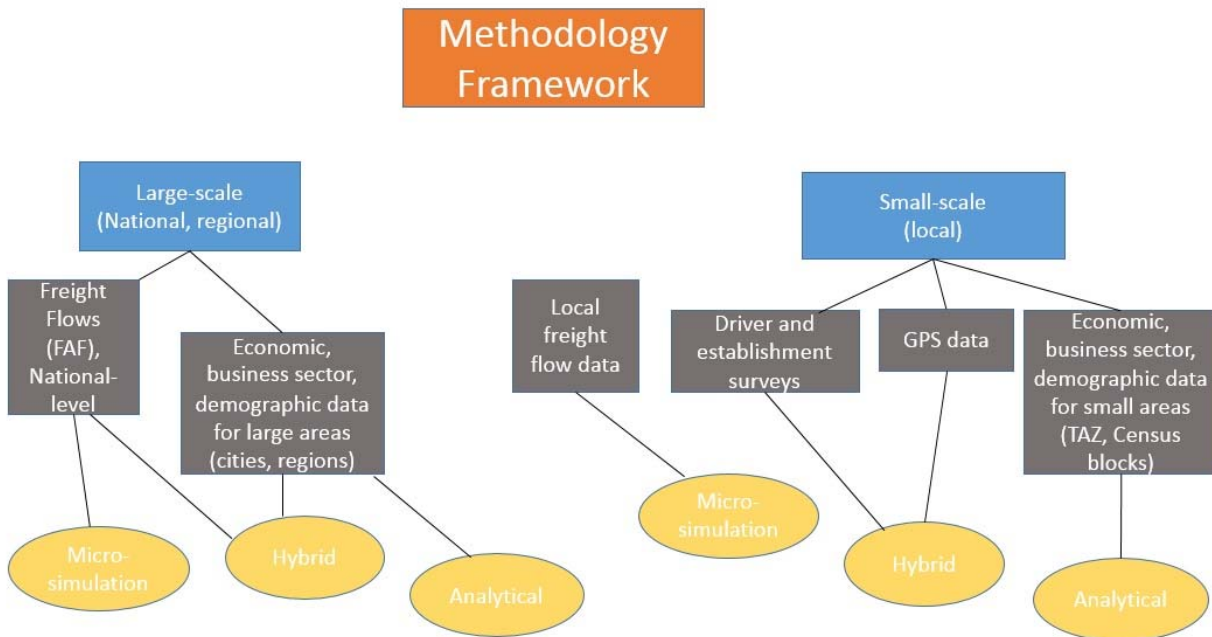 Methodology
Framework
Large-scale
(National, regional)
Small-scale
(local)
Freight
Flows
(FAF),
National-
level
Economic,
business sector,
demographic data
for large areas
(cities, regions)
Local
freight
flow data
Driver and
establishment
surveys
GPS data
Economic,
business sector,
demographic data
for small areas
(TAZ, Census
blocks)
Micro-
simulation
Hybrid
Analytical
Micro-
simulation
Hybrid
Analytical